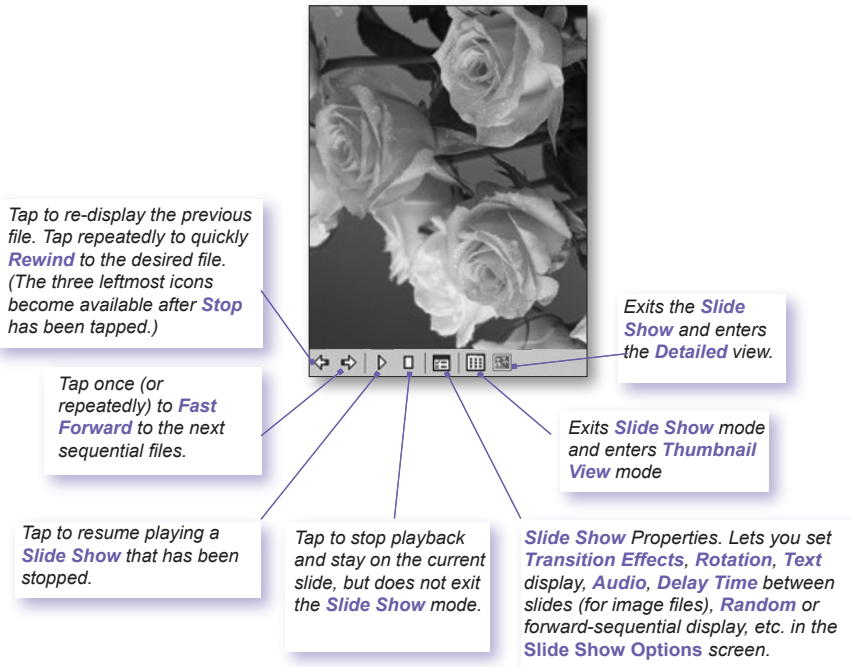 Tap to re-display the previous
file. Tap repeatedly to quickly
Rewind to the desired file.
(The three leftmost icons
become available after Stop
has been tapped.)
Tap once (or
repeatedly) to Fast
Forward to the next
sequential files.
Tap to resume playing a
Slide Show that has been
stopped.
Tap to stop playback
and stay on the current
slide, but does not exit
the Slide Show mode.
Slide Show Properties. Lets you set
Transition Effects, Rotation, Text
display, Audio, Delay Time between
slides (for image files), Random or
forward-sequential display, etc. in the
Slide Show Options screen.
Exits Slide Show mode
and enters Thumbnail
View mode
Exits the Slide
Show and enters
the Detailed view.